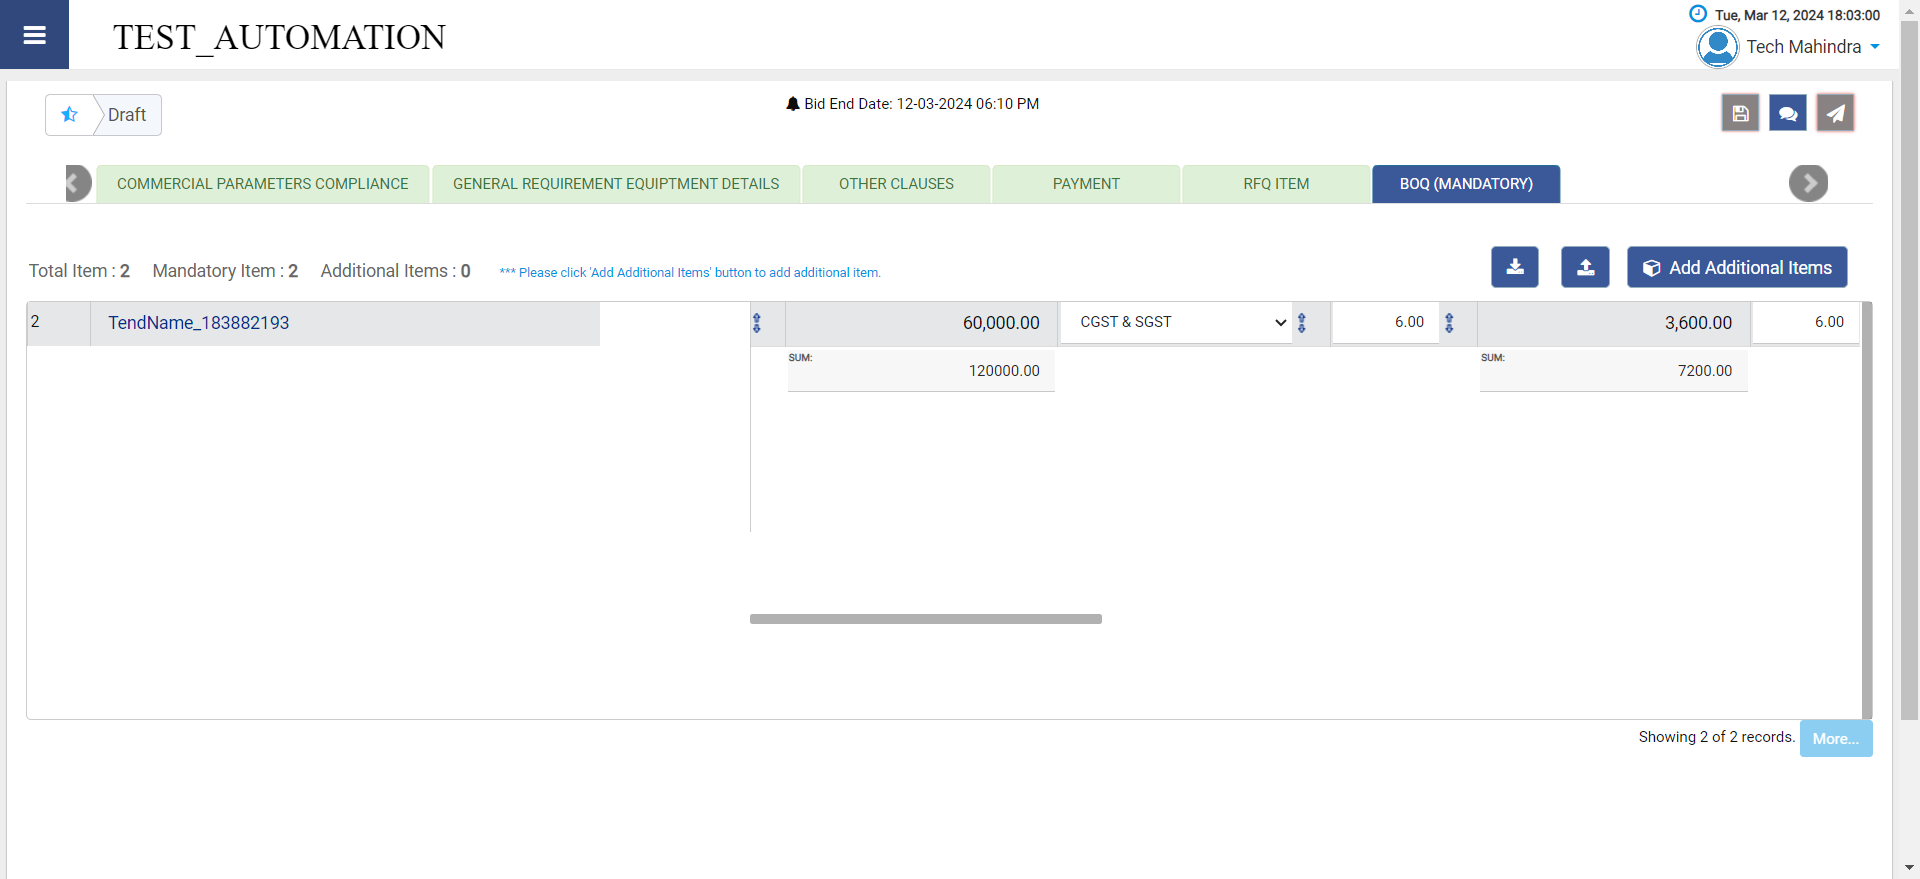 TEST_AUTOMATION
Tue, Mar 12, 2024 18:03:00
Tech Mahindra
Draft
Bid End Date: 12-03-2024 06:10 PM
COMMERCIAL PARAMETERS COMPLIANCE
GENERAL REQUIREMENT EQUIPTMENT DETAILS
OTHER CLAUSES
PAYMENT
RFQ ITEM
BOQ (MANDATORY)
Total Item : 2 Mandatory Item : 2 Additional Items : 0 *** Please click 'Add Additional Items' button to add additional item.
Add Additional Items
2 TendName_183882193 60,000.00 CGST & SGST 6.00 3,600.00 6.00
SUM: SUM:
120000.00 7200.00
Showing 2 of 2 records. More...